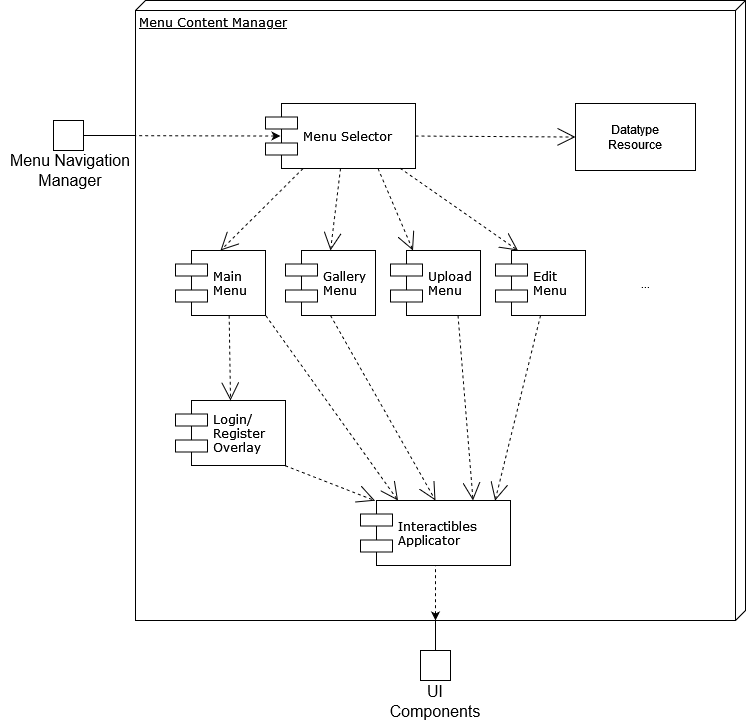 Menu Content Manager
Menu Selector
Datatype
Resource
Menu Navigation
Manager
Main
Menu
Gallery
Menu
Upload
Menu
Edit
Menu
...
Login/
Register
Overlay
Interactibles
Applicator
UI
Components